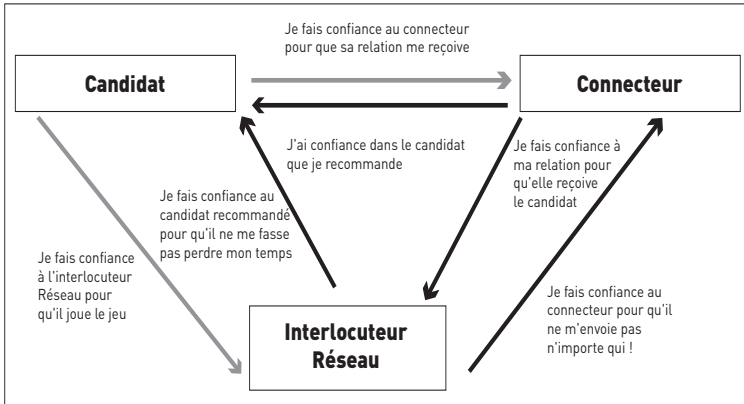 Je fais confiance au connecteur
pour que sa relation me reçoive
Candidat
Connecteur
J'ai confiance dans le candidat
que je recommande
Je fais confiance à
ma relation pour
qu'elle reçoive
le candidat
Je fais confiance au
candidat recommandé
pour qu'il ne me fasse
pas perdre mon temps
Je fais confiance
à l'interlocuteur
Réseau pour
qu'il joue le jeu
Je fais confiance au
connecteur pour qu'il
ne m'envoie pas
n'importe qui !
Interlocuteur
Réseau